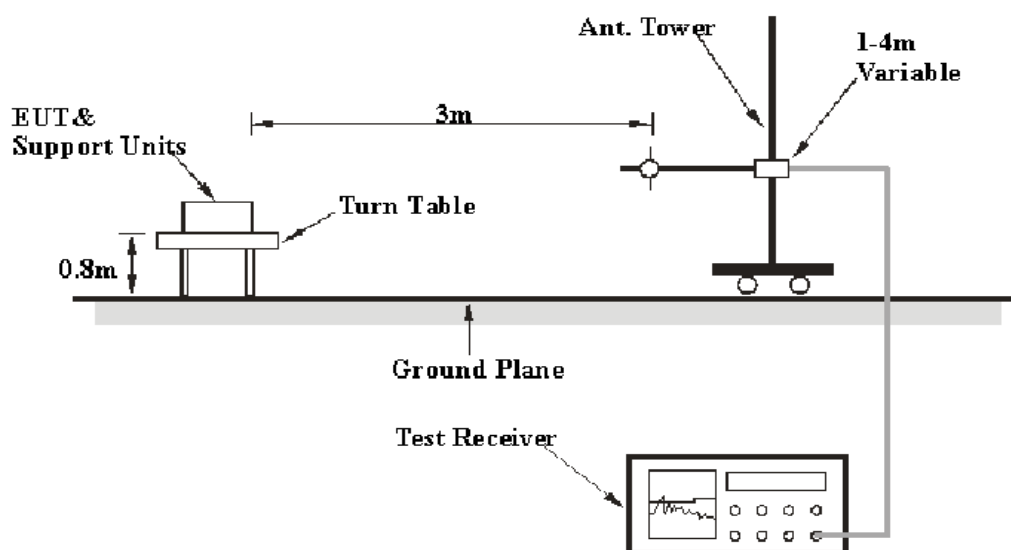 Ant. Tower
1-4m
Variable
EUT&
Support Units
3m
Turn Table
0.8m
Ground Plane
Test Receiver